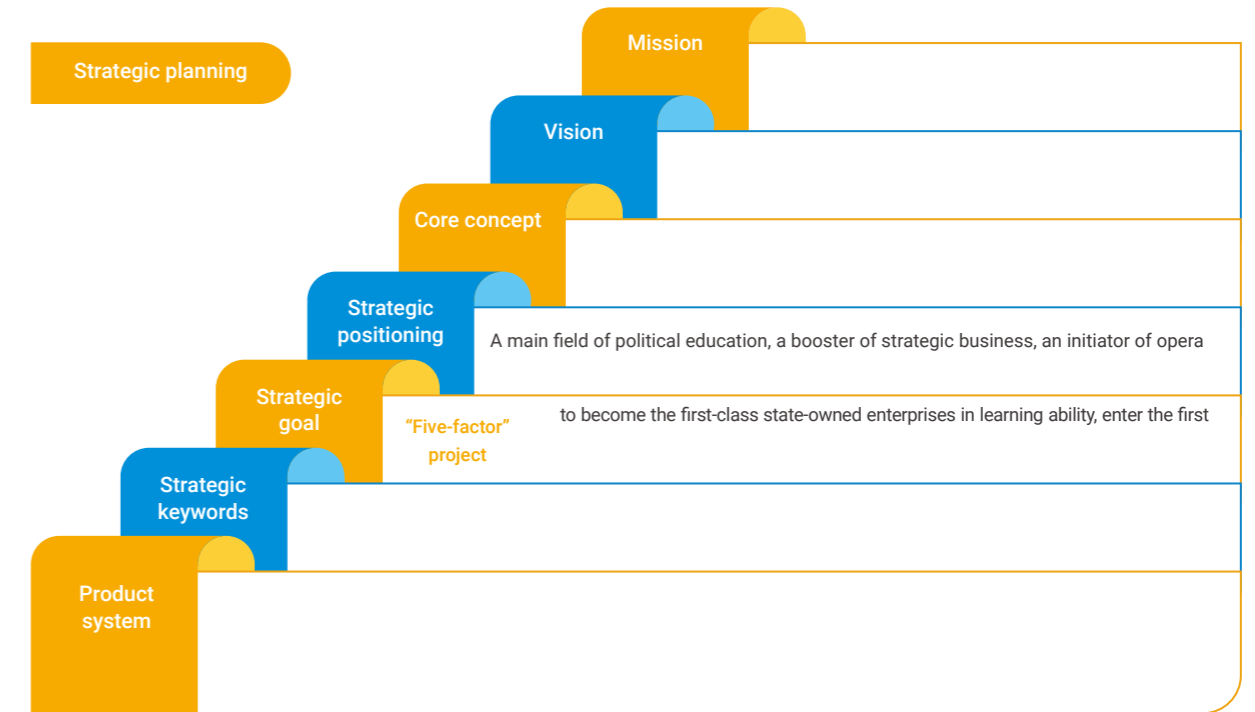 Mission
Strategic planning
Vision
Core concept
Strategic
positioning
A main field of political education, a booster of strategic business, an initiator of opera
Strategic
goal
“Five-factor”
project
to become the first-class state-owned enterprises in learning ability, enter the first
Strategic
keywords
Product
system